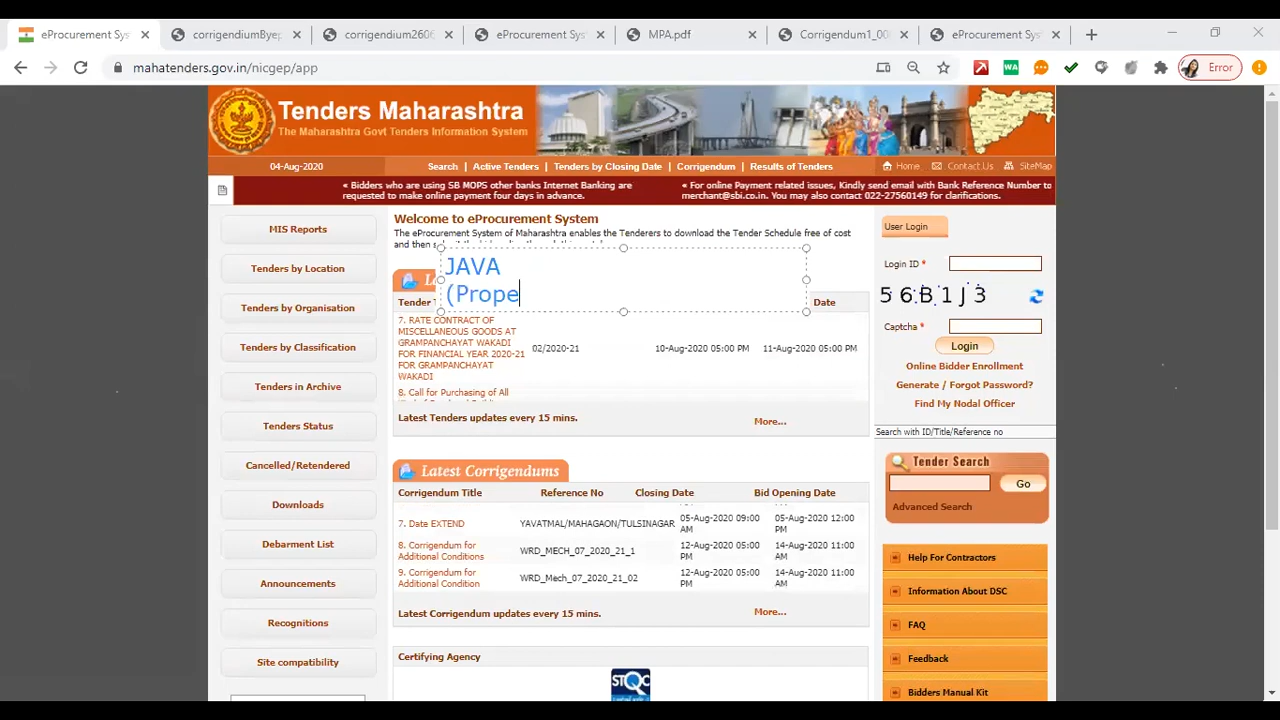 eProcurement Sys
corrigendiumByep
corrigendium2606
eProcurement Sys
MPA.pdf
Corrigendum1_00
eProcurement Sys
mahatenders.gov.in/nicgep/app
WA
Error
Tenders Maharashtra
The Maharashtra Govt Tenders Information System
04-Aug-2020
Search | Active Tenders | Tenders by Closing Date | Corrigendum | Results of Tenders
Home Contact Us SiteMap
« Bidders who are using SB MOPS other banks Internet Banking are
requested to make online payment four days in advance.
« For online Payment related issues, Kindly send email with Bank Reference Number to
merchant@sbi.co.in. You may also contact 022-27560149 for clarifications.
MIS Reports
Tenders by Location
Tenders by Organisation
Tenders by Classification
Tenders in Archive
Tenders Status
Cancelled/Retendered
Downloads
Debarment List
Announcements
Recognitions
Site compatibility
Welcome to eProcurement System
The eProcurement System of Maharashtra enables the Tenderers to download the Tender Schedule free of cost
and then
JAVA
(Prope
Tender
Date
7. RATE CONTRACT OF
MISCELLANEOUS GOODS AT
GRAMPANCHAYAT WAKADI
FOR FINANCIAL YEAR 2020-21
FOR GRAMPANCHAYAT
WAKADI
02/2020-21
10-Aug-2020 05:00 PM
11-Aug-2020 05:00 PM
8. Call for Purchasing of All
Latest Tenders updates every 15 mins.
More...
Latest Corrigendums
Corrigendum Title Reference No Closing Date Bid Opening Date
7. Date EXTEND
YAVATMAL/MAHAGAON/TULSINAGAR
05-Aug-2020 09:00
AM
05-Aug-2020 12:00
PM
8. Corrigendum for
Additional Conditions
WRD_MECH_07_2020_21_1
12-Aug-2020 05:00
PM
14-Aug-2020 11:00
AM
9. Corrigendum for
Additional Condition
WRD_Mech_07_2020_21_02
12-Aug-2020 05:00
PM
14-Aug-2020 11:00
AM
Latest Corrigendum updates every 15 mins.
More...
Certifying Agency
STQC
User Login
Login ID *
5 6 B 1 J 3
Captcha *
Login
Online Bidder Enrollment
Generate / Forgot Password?
Find My Nodal Officer
Search with ID/Title/Reference no
Tender Search
Go
Advanced Search
Help For Contractors
Information About DSC
FAQ
Feedback
Bidders Manual Kit